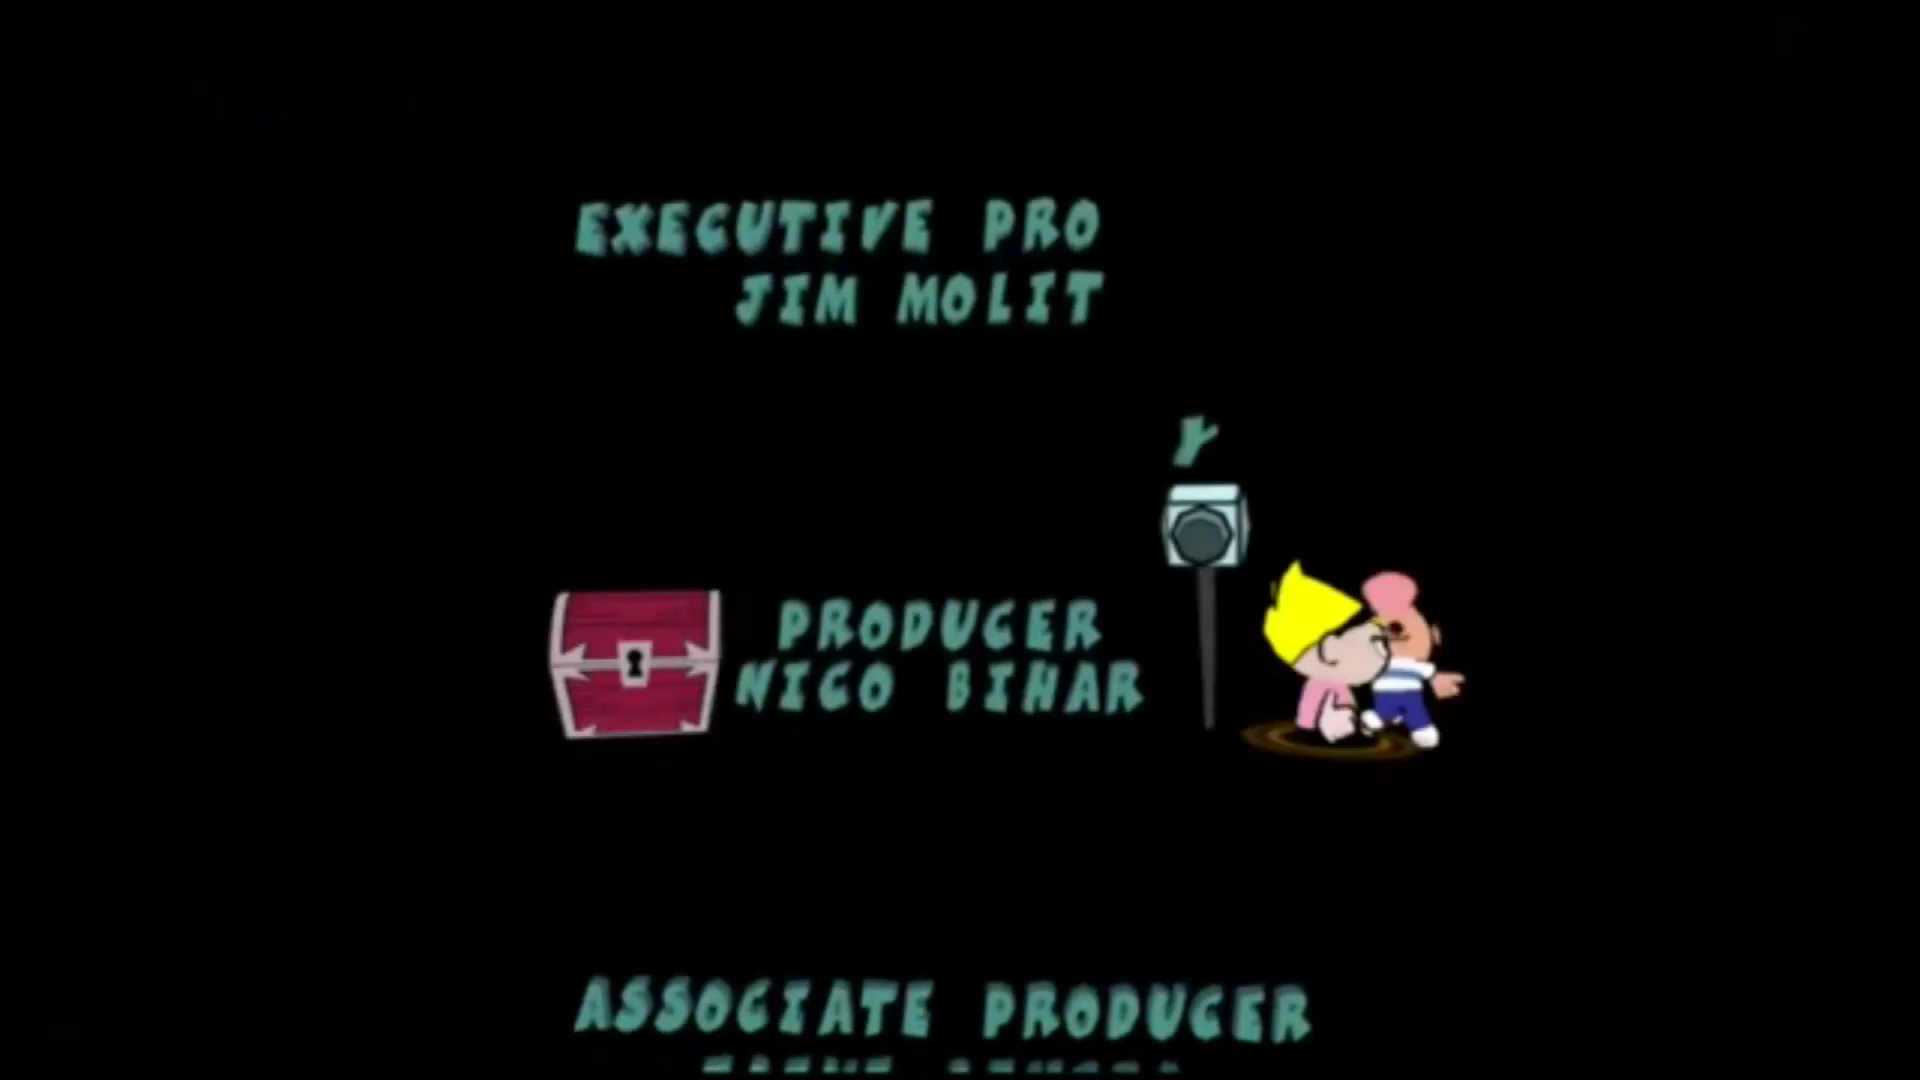 EXECUTIVE PRO
JIM MOLIT
Y
PRODUCER
NICO BIHAR
ASSOCIATE PRODUCER